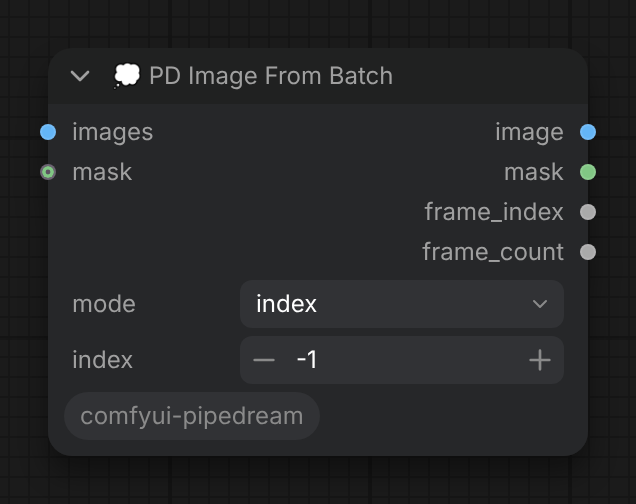 PD Image From Batch
images
image
mask
mask
frame_index
frame_count
mode
index
index
-1
comfyui-pipedream